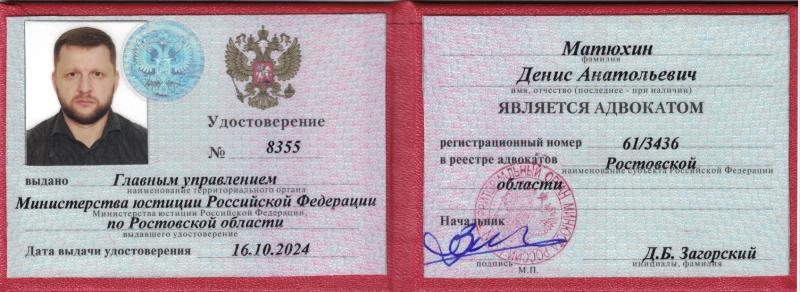 Удостоверение
№ 8355
выдано Главным управлением
наименование территориального органа
Министерства юстиции Российской Федерации
Министерства юстиции Российской Федерации,
по Ростовской области
выдавшего удостоверение
Дата выдачи удостоверения 16.10.2024
Матюхин
фамилия
Денис Анатольевич
имя, отчество (последнее - при наличии)
ЯВЛЯЕТСЯ АДВОКАТОМ
регистрационный номер 61/3436
в реестре адвокатов Ростовской
наименование субъекта Российской Федерации
области
Начальник
Д.Б. Загорский
подпись инициалы, фамилия
М.П.